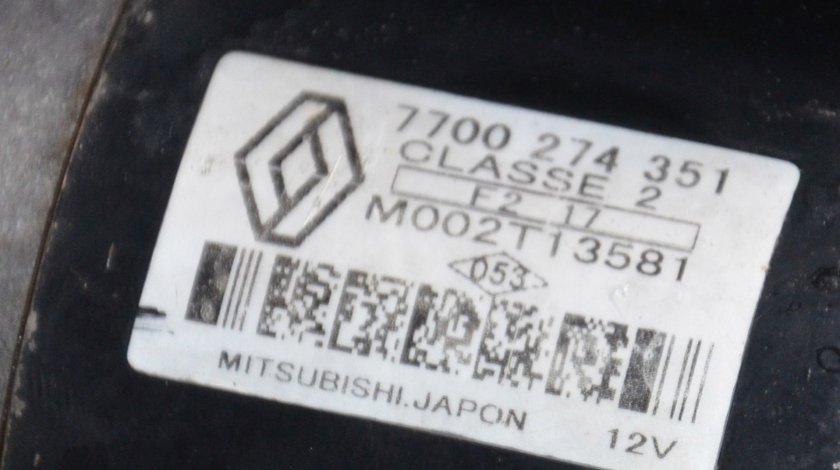 7700 274 351
CLASSE 2
F2 17
M002T13581
053
MITSUBISHI.JAPON
12V